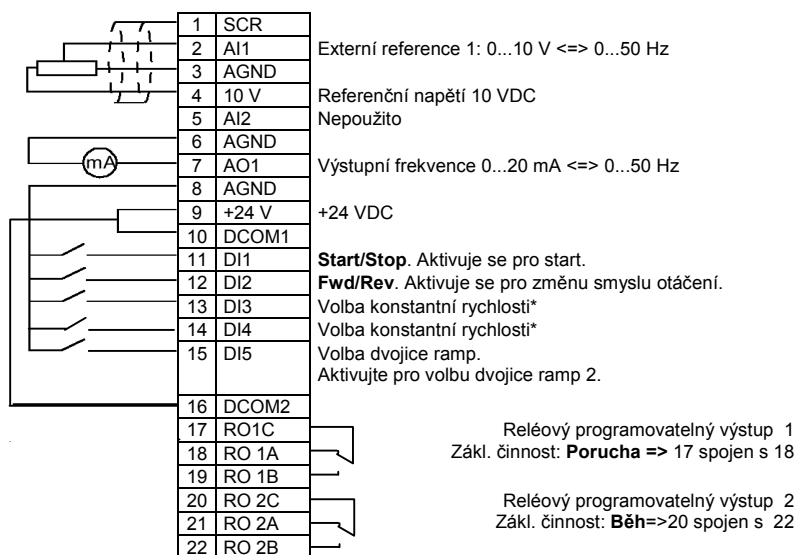 1 SCR
2 AI1 Externí reference 1: 0...10 V <=> 0...50 Hz
3 AGND
4 10 V Referenční napětí 10 VDC
5 AI2 Nepoužito
6 AGND
mA 7 AO1 Výstupní frekvence 0...20 mA <=> 0...50 Hz
8 AGND
9 +24 V +24 VDC
10 DCOM1
11 DI1 Start/Stop. Aktivuje se pro start.
12 DI2 Fwd/Rev. Aktivuje se pro změnu smyslu otáčení.
13 DI3 Volba konstantní rychlosti*
14 DI4 Volba konstantní rychlosti*
15 DI5 Volba dvojice ramp.
Aktivujte pro volbu dvojice ramp 2.
16 DCOM2
17 RO1C Reléový programovatelný výstup 1
18 RO 1A Zákl. činnost: Porucha => 17 spojen s 18
19 RO 1B
20 RO 2C Reléový programovatelný výstup 2
21 RO 2A Zákl. činnost: Běh=>20 spojen s 22
22 RO 2B